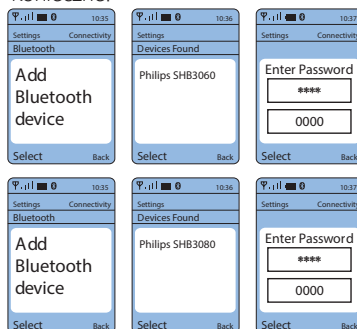 10:35
Settings Connectivity
Bluetooth
Add
Bluetooth
device
Select Back
10:36
Settings
Devices Found
Philips SHB3060
Select Back
10:37
Settings Connectivity
Enter Password
****
0000
Select Back
10:35
Settings Connectivity
Bluetooth
Add
Bluetooth
device
Select Back
10:36
Settings
Devices Found
Philips SHB3080
Select Back
10:37
Settings Connectivity
Enter Password
****
0000
Select Back